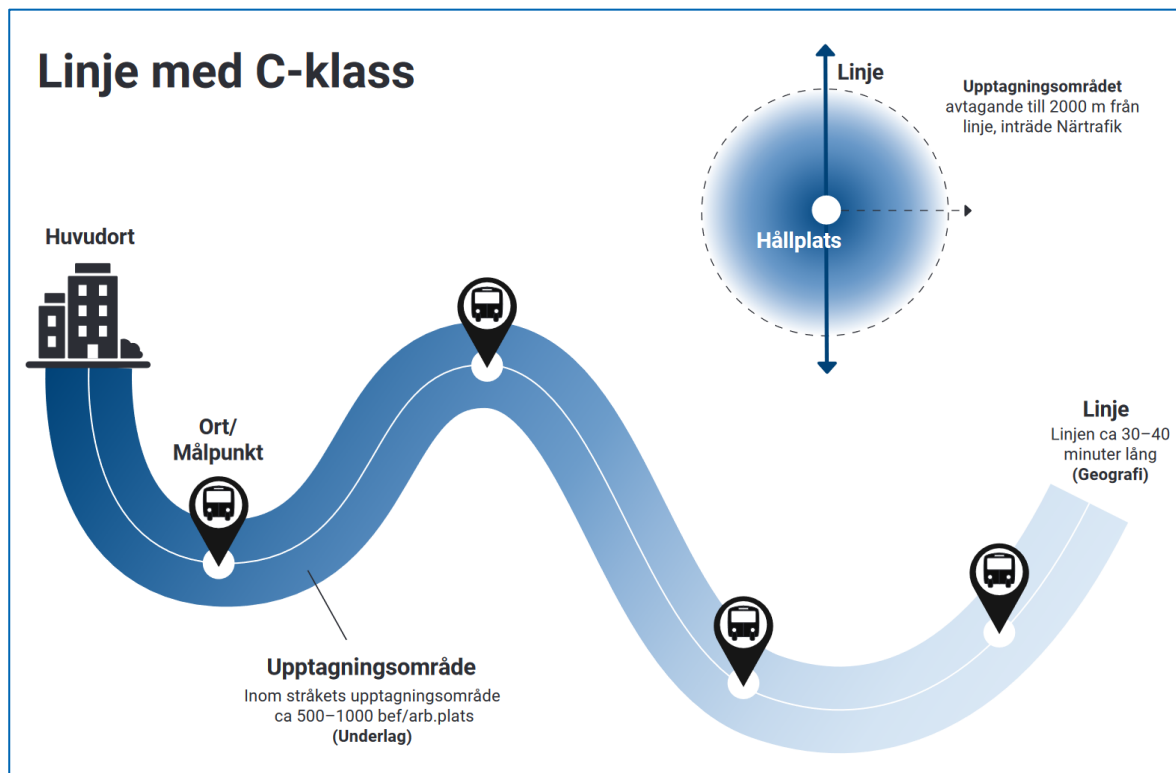 Linje med C-klass
Linje
Upptagningsområdet
avtagande till 2000 m från
linje, inträde Närtrafik
Hållplats
Huvudort
Ort/
Målpunkt
Linje
Linjen ca 30–40
minuter lång
(Geografi)
Upptagningsområde
Inom stråkets upptagningsområde
ca 500–1000 bef/arb.plats
(Underlag)